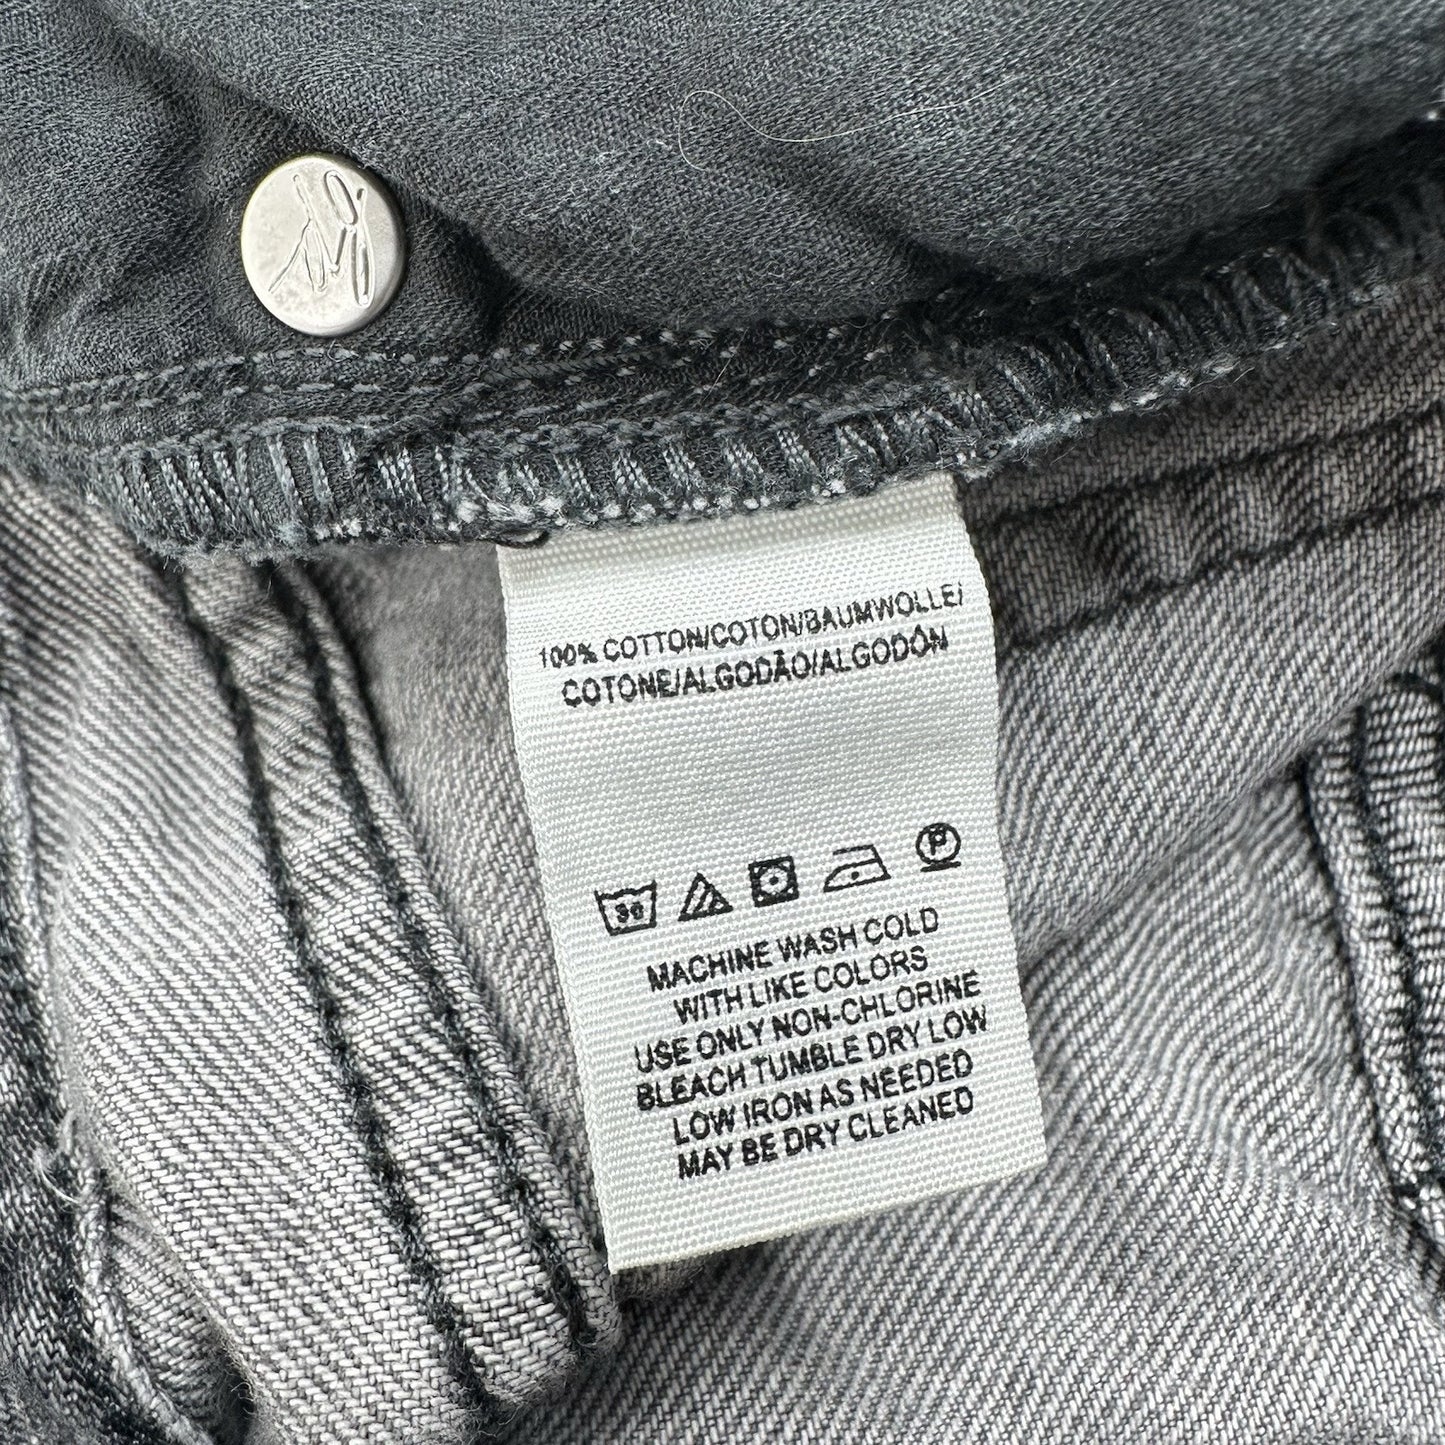 100% COTTON/COTON/BAUMWOLLE/
COTONE/ALGODÃO/ALGODÓN
30
P
MACHINE WASH COLD
WITH LIKE COLORS
USE ONLY NON-CHLORINE
BLEACH TUMBLE DRY LOW
LOW IRON AS NEEDED
MAY BE DRY CLEANED